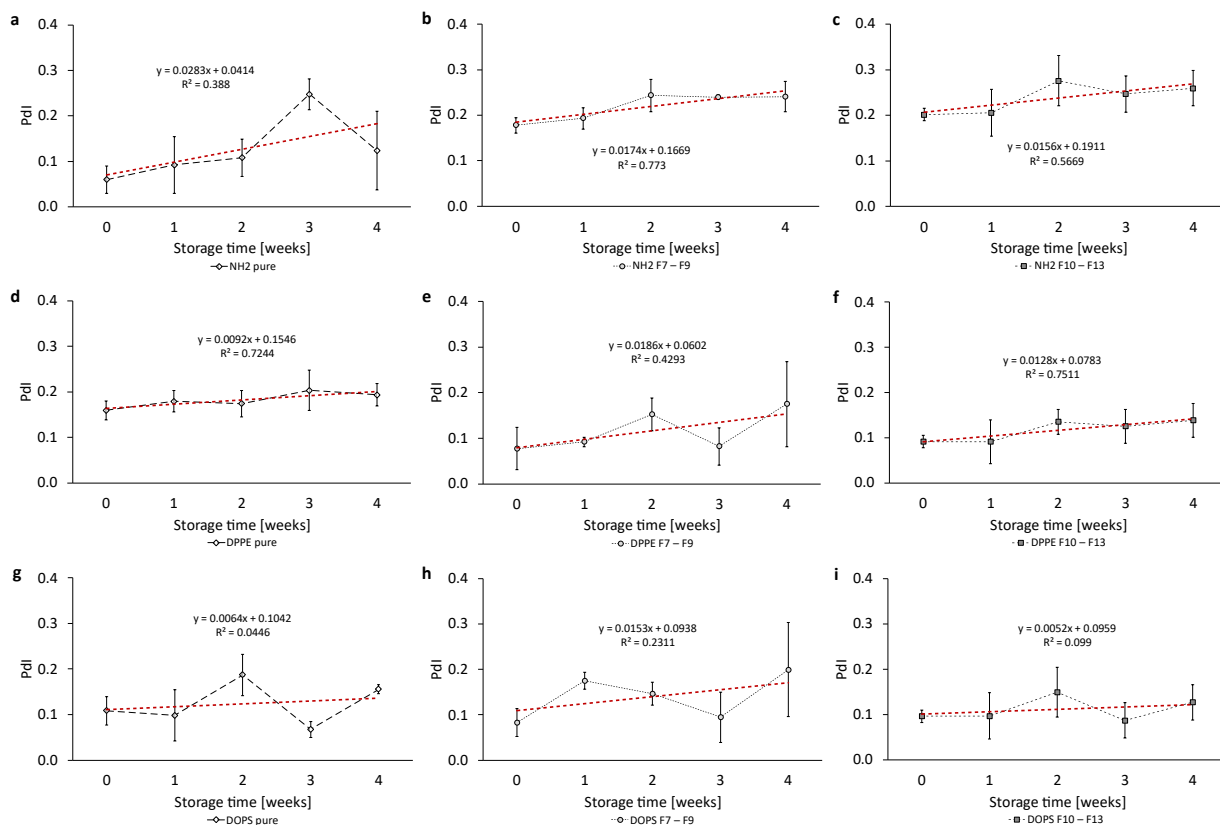 a
0.4
0.3
0.2
0.1
0.0
PdI
y = 0.0283x + 0.0414
R² = 0.388
0 1 2 3 4
Storage time [weeks]
NH2 pure
b
0.4
0.3
0.2
0.1
0.0
PdI
y = 0.0174x + 0.1669
R² = 0.773
0 1 2 3 4
Storage time [weeks]
NH2 F7 – F9
c
0.4
0.3
0.2
0.1
0.0
PdI
y = 0.0156x + 0.1911
R² = 0.5669
0 1 2 3 4
Storage time [weeks]
NH2 F10 – F13
d
0.4
0.3
0.2
0.1
0.0
PdI
y = 0.0092x + 0.1546
R² = 0.7244
0 1 2 3 4
Storage time [weeks]
DPPE pure
e
0.4
0.3
0.2
0.1
0.0
PdI
y = 0.0186x + 0.0602
R² = 0.4293
0 1 2 3 4
Storage time [weeks]
DPPE F7 – F9
f
0.4
0.3
0.2
0.1
0.0
PdI
y = 0.0128x + 0.0783
R² = 0.7511
0 1 2 3 4
Storage time [weeks]
DPPE F10 – F13
g
0.4
0.3
0.2
0.1
0.0
PdI
y = 0.0064x + 0.1042
R² = 0.0446
0 1 2 3 4
Storage time [weeks]
DOPS pure
h
0.4
0.3
0.2
0.1
0.0
PdI
y = 0.0153x + 0.0938
R² = 0.2311
0 1 2 3 4
Storage time [weeks]
DOPS F7 – F9
i
0.4
0.3
0.2
0.1
0.0
PdI
y = 0.0052x + 0.0959
R² = 0.099
0 1 2 3 4
Storage time [weeks]
DOPS F10 – F13